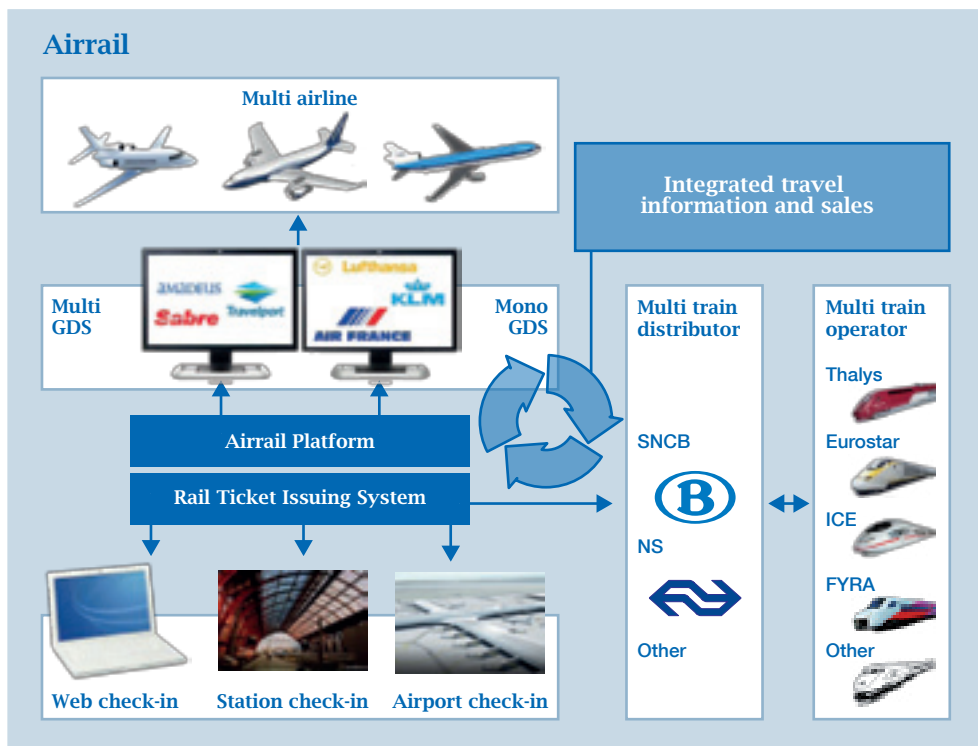 Airrail
Multi airline
Integrated travel
information and sales
Multi
GDS
AMADEUS
Travelport
Sabre
Lufthansa
KLM
AIR FRANCE
Mono
GDS
Multi train
distributor
SNCB
B
NS
Other
Multi train
operator
Thalys
Eurostar
ICE
FYRA
Other
Airrail Platform
Rail Ticket Issuing System
Web check-in
Station check-in
Airport check-in